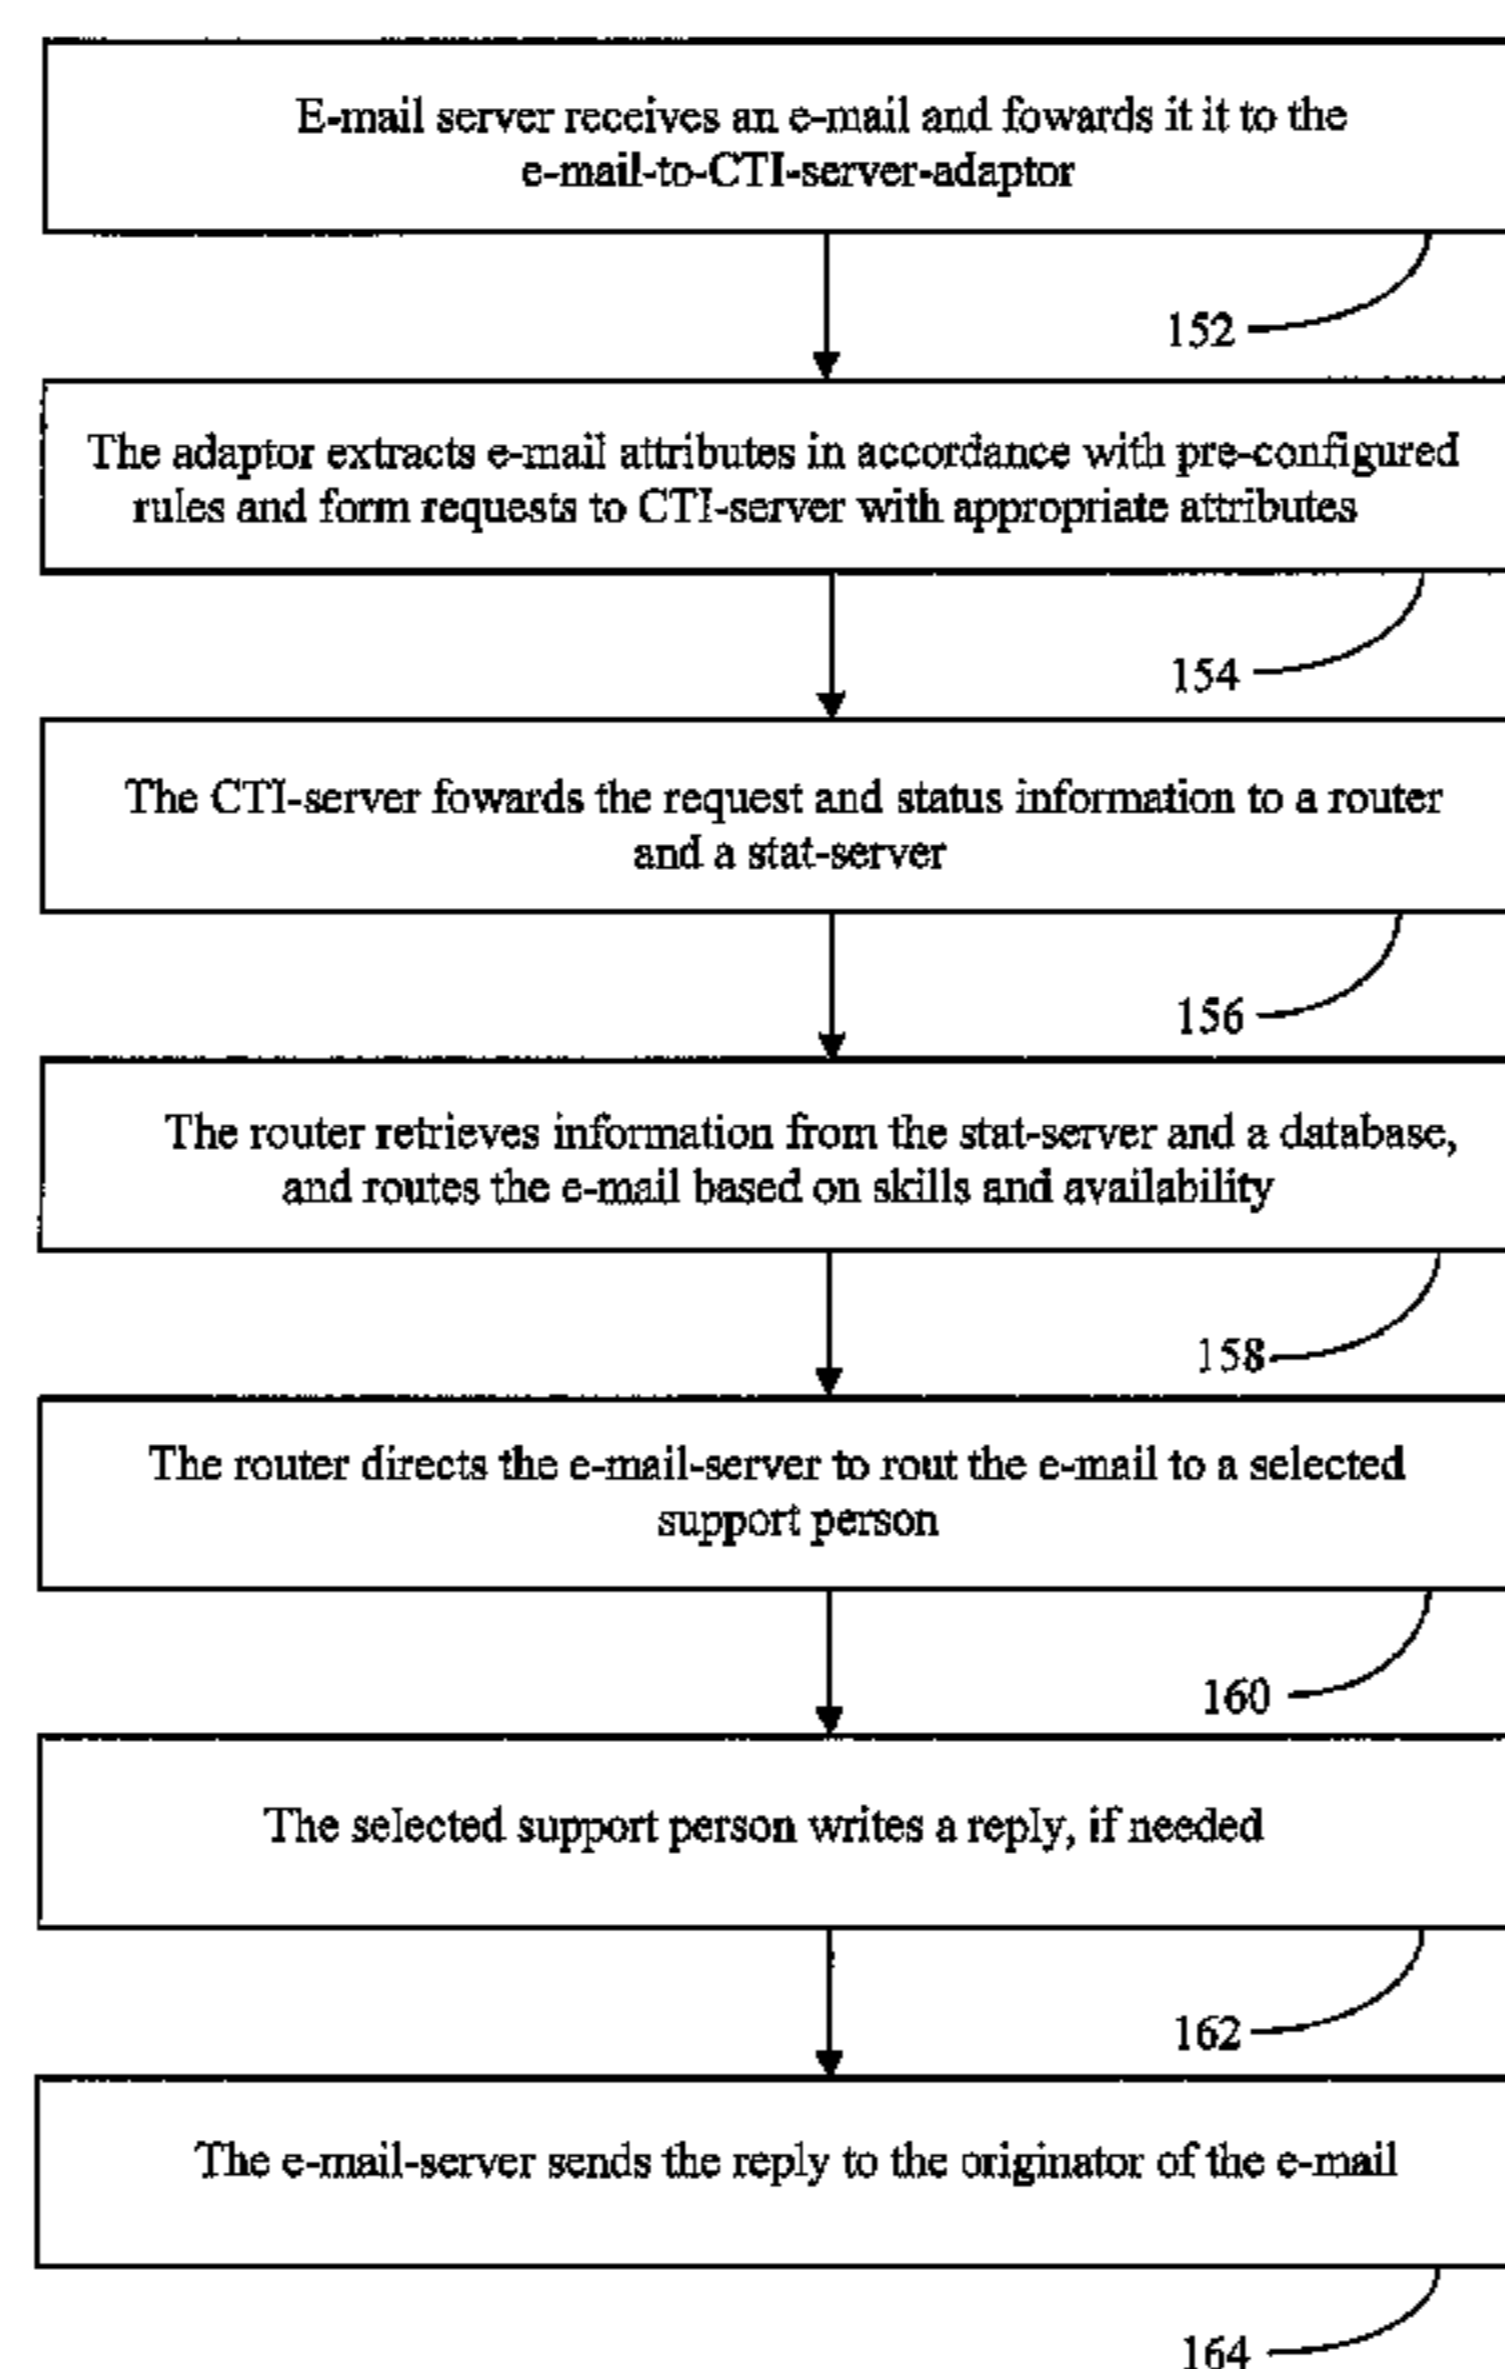 E-mail server receives an e-mail and fowards it it to the
e-mail-to-CTI-server-adaptor
152
The adaptor extracts e-mail attributes in accordance with pre-configured
rules and form requests to CTI-server with appropriate attributes
154
The CTI-server fowards the request and status information to a router
and a stat-server
156
The router retrieves information from the stat-server and a database,
and routes the e-mail based on skills and availability
158
The router directs the e-mail-server to rout the e-mail to a selected
support person
160
The selected support person writes a reply, if needed
162
The e-mail-server sends the reply to the originator of the e-mail
164